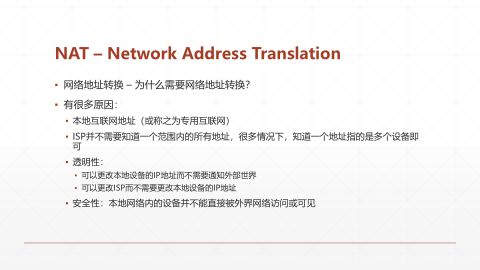 NAT – Network Address Translation
▪ 网络地址转换 – 为什么需要网络地址转换?
▪ 有很多原因:
▪ 本地互联网地址（或称之为专用互联网）
▪ ISP并不需要知道一个范围内的所有地址，很多情况下，知道一个地址指的是多个设备即
可
▪ 透明性：
▪ 可以更改本地设备的IP地址而不需要通知外部世界
▪ 可以更改ISP而不需要更改本地设备的IP地址
▪ 安全性：本地网络内的设备并不能直接被外界网络访问或可见